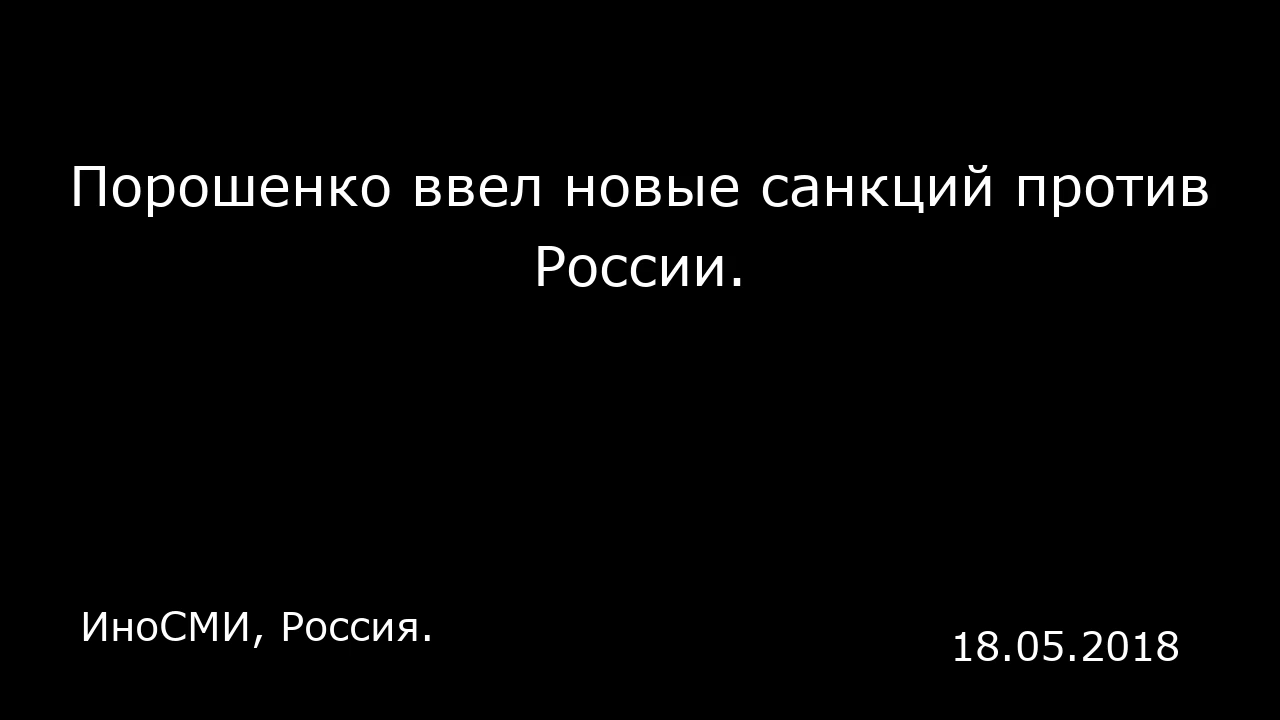 Порошенко ввел новые санкций против
России.
ИноСМИ, Россия.
18.05.2018